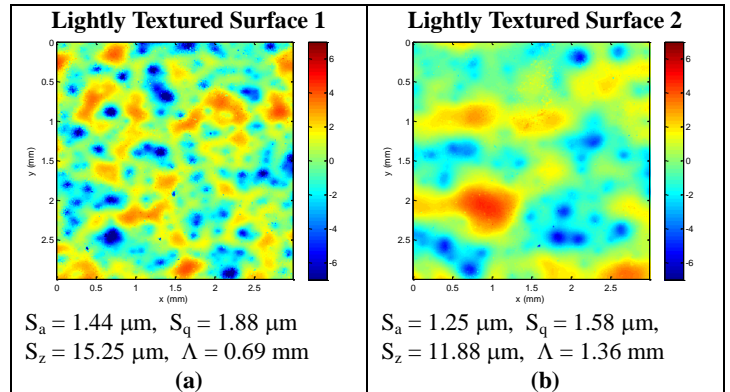 Lightly Textured Surface 1
0
0.5
1
1.5
2
2.5
y (mm)
0 0.5 1 1.5 2 2.5
x (mm)
6
4
2
0
-2
-4
-6
Sₐ = 1.44 μm, S_q = 1.88 μm
S_z = 15.25 μm, Λ = 0.69 mm
(a)
Lightly Textured Surface 2
0
0.5
1
1.5
2
2.5
y (mm)
0 0.5 1 1.5 2 2.5
x (mm)
6
4
2
0
-2
-4
-6
Sₐ = 1.25 μm, S_q = 1.58 μm,
S_z = 11.88 μm, Λ = 1.36 mm
(b)